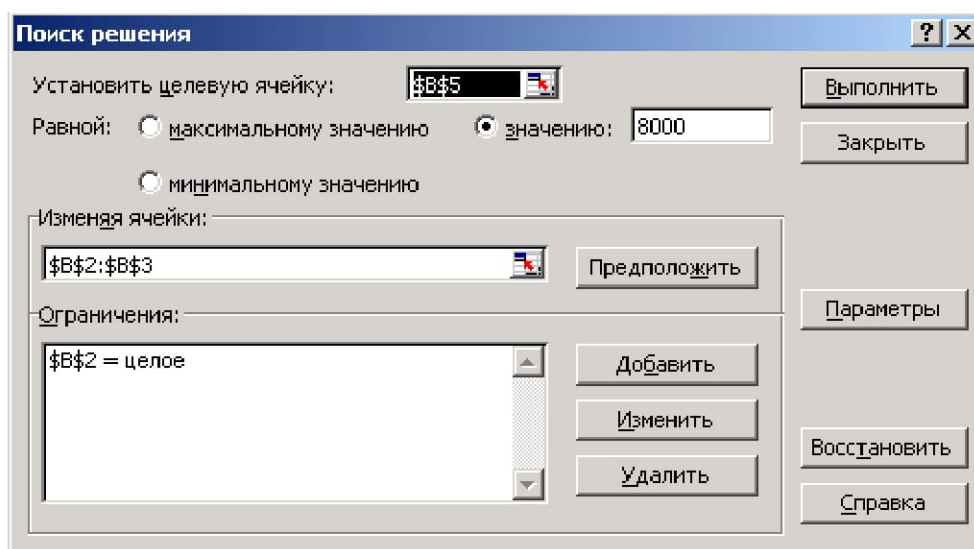 Поиск решения
Установить целевую ячейку: $B$5
Выполнить
Равной: максимальному значению значению: 8000
Закрыть
минимальному значению
Изменяя ячейки:
$B$2:$B$3
Предположить
Ограничения:
Параметры
$B$2 = целое
Добавить
Изменить
Удалить
Восстановить
Справка